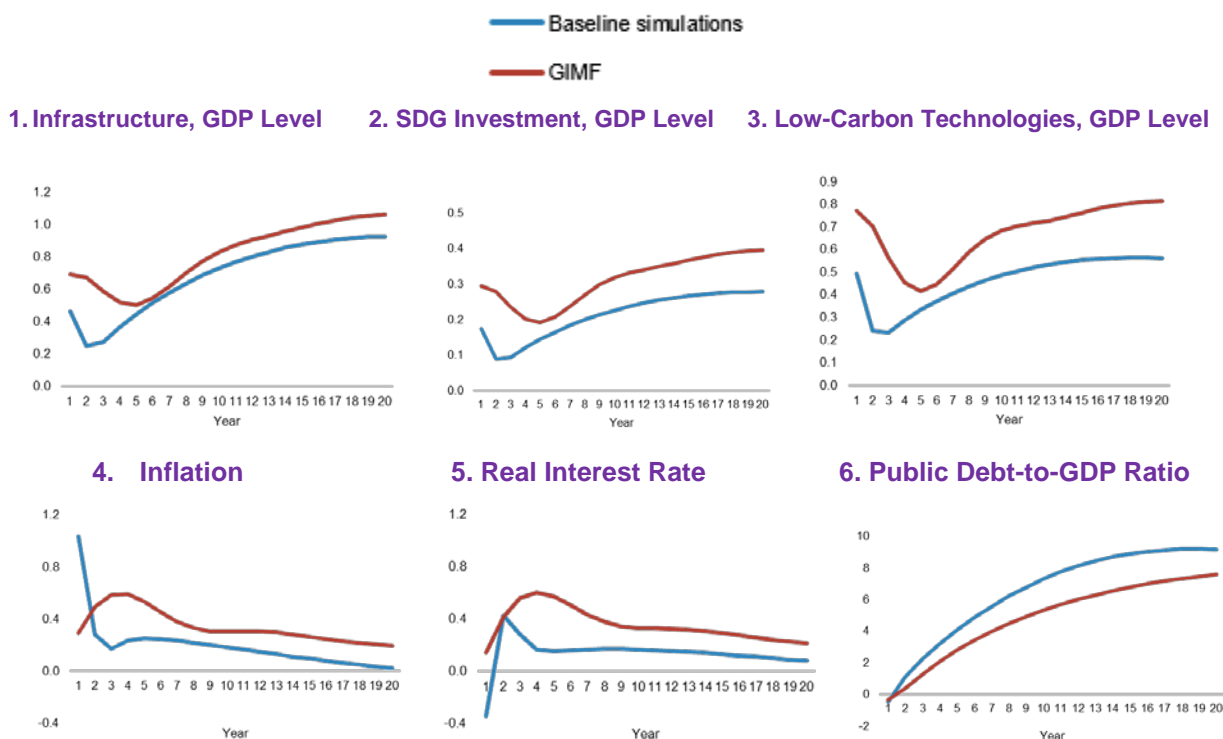 Baseline simulations
GIMF
1. Infrastructure, GDP Level
2. SDG Investment, GDP Level
3. Low-Carbon Technologies, GDP Level
1.2
1.0
0.8
0.6
0.4
0.2
0.0
1 2 3 4 5 6 7 8 9 10 11 12 13 14 15 16 17 18 19 20
Year
0.5
0.4
0.3
0.2
0.1
0.0
1 2 3 4 5 6 7 8 9 10 11 12 13 14 15 16 17 18 19 20
Year
0.9
0.8
0.7
0.6
0.5
0.4
0.3
0.2
0.1
0.0
1 2 3 4 5 6 7 8 9 10 11 12 13 14 15 16 17 18 19 20
Year
4. Inflation
5. Real Interest Rate
6. Public Debt-to-GDP Ratio
1.2
0.8
0.4
0.0
-0.4
1 2 3 4 5 6 7 8 9 10 11 12 13 14 15 16 17 18 19 20
Year
1.2
0.8
0.4
0.0
-0.4
1 2 3 4 5 6 7 8 9 10 11 12 13 14 15 16 17 18 19 20
Year
10
8
6
4
2
0
-2
1 2 3 4 5 6 7 8 9 10 11 12 13 14 15 16 17 18 19 20
Year